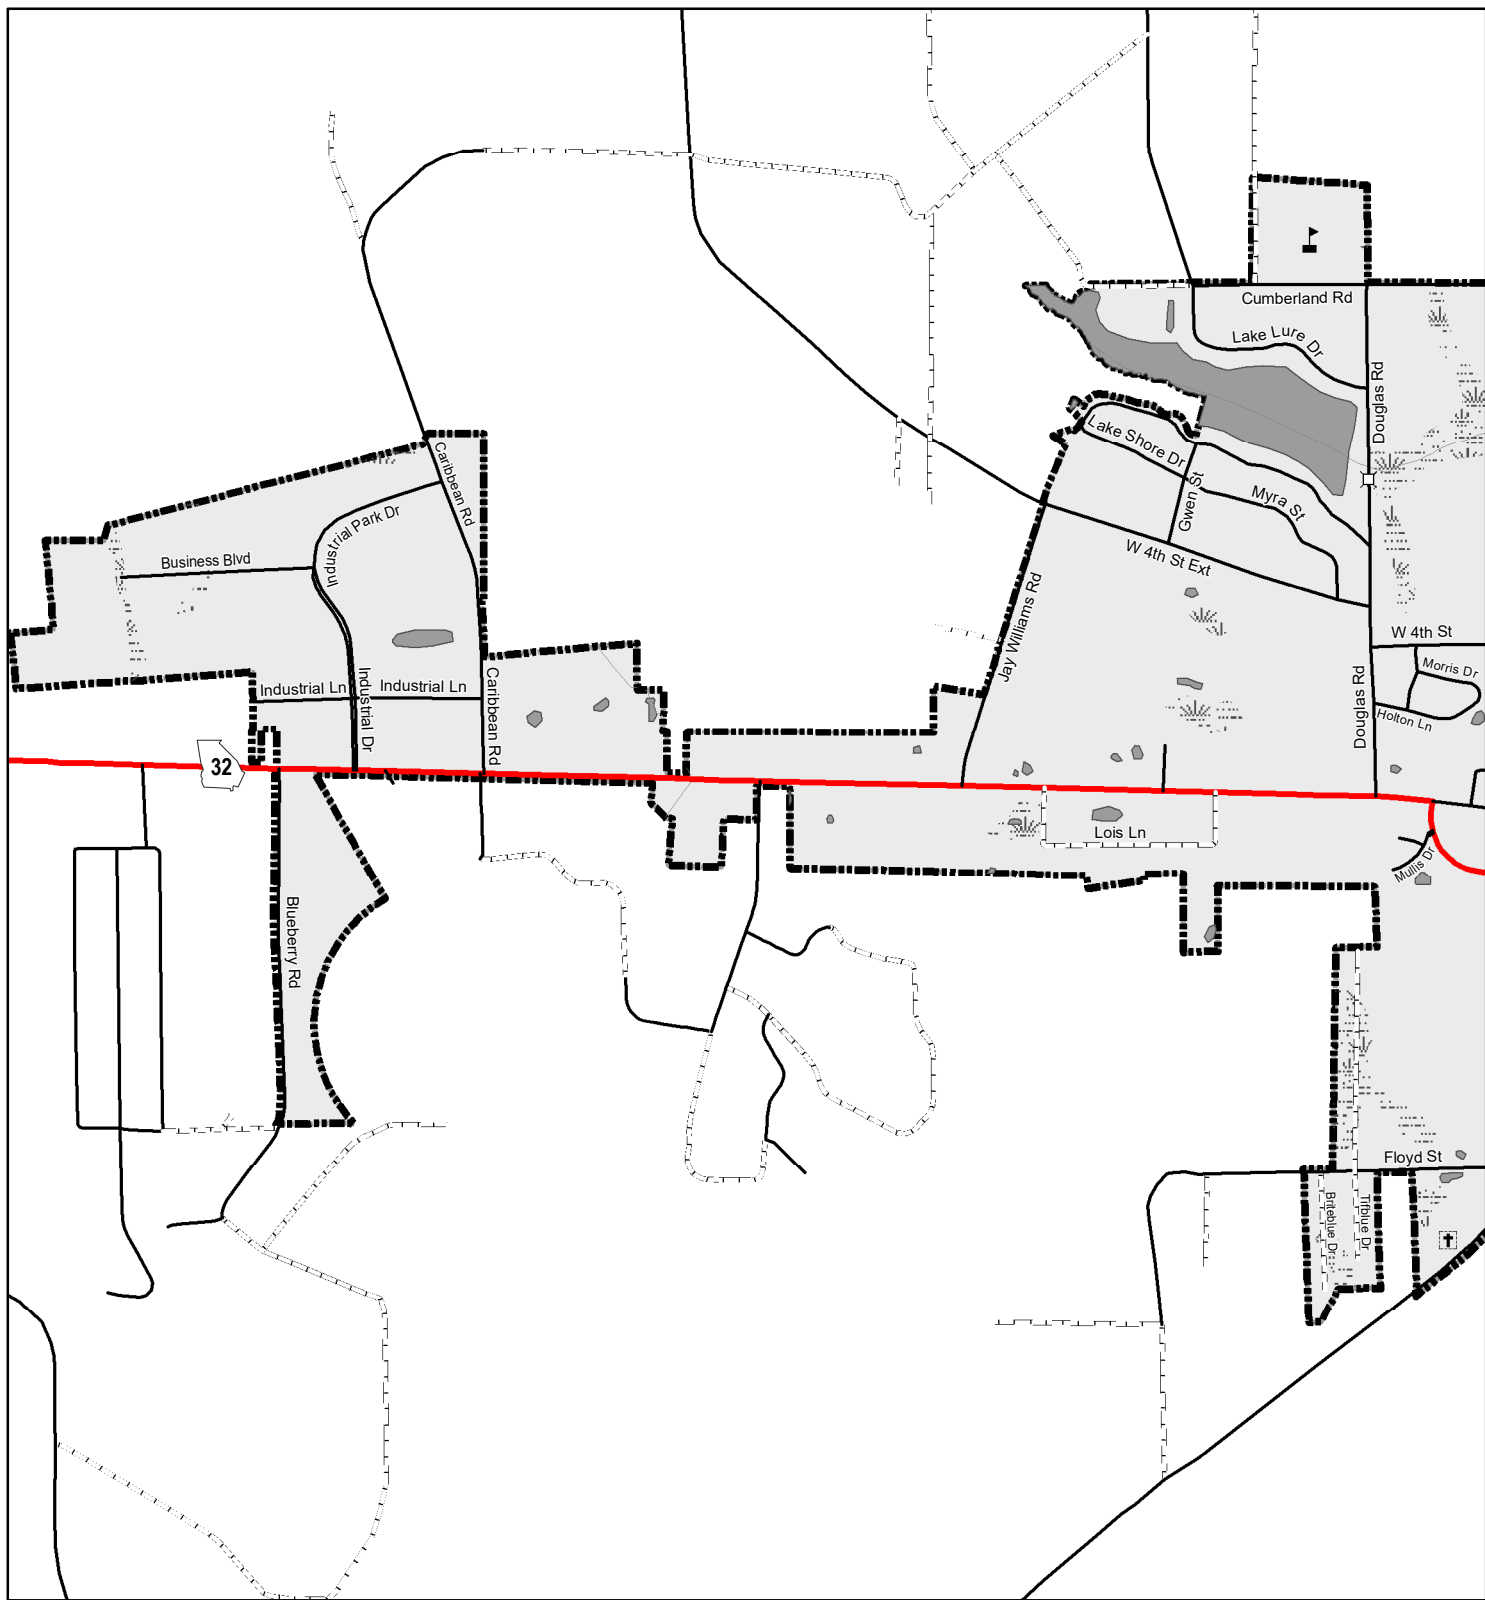 Cumberland Rd
Lake Lure Dr
Douglas Rd
Lake Shore Dr
Gwen St
Myra St
Caribbean Rd
Industrial Park Dr
Business Blvd
W 4th St Ext
Jay Williams Rd
W 4th St
Morris Dr
Douglas Rd
Holton Ln
Industrial Ln
Industrial Ln
Industrial Dr
Caribbean Rd
32
Lois Ln
Mullis Dr
Blueberry Rd
Floyd St
Briteblue Dr
Tifblue Dr